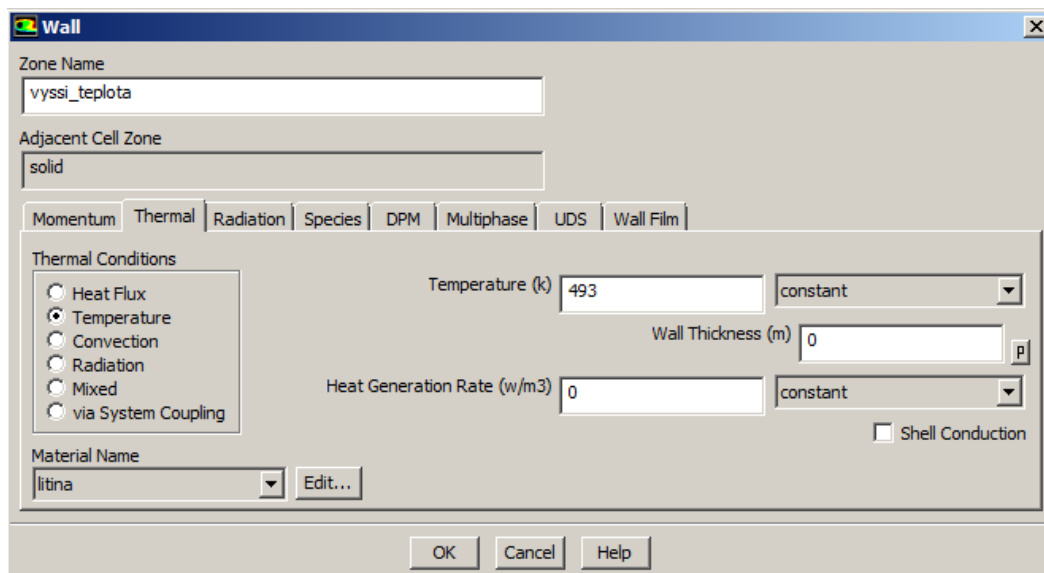 Wall
Zone Name
vyssi_teplota
Adjacent Cell Zone
solid
Momentum Thermal Radiation Species DPM Multiphase UDS Wall Film
Thermal Conditions
Heat Flux
Temperature
Convection
Radiation
Mixed
via System Coupling
Temperature (k) 493 constant
Wall Thickness (m) 0 P
Heat Generation Rate (w/m3) 0 constant
Shell Conduction
Material Name
litina Edit...
OK Cancel Help